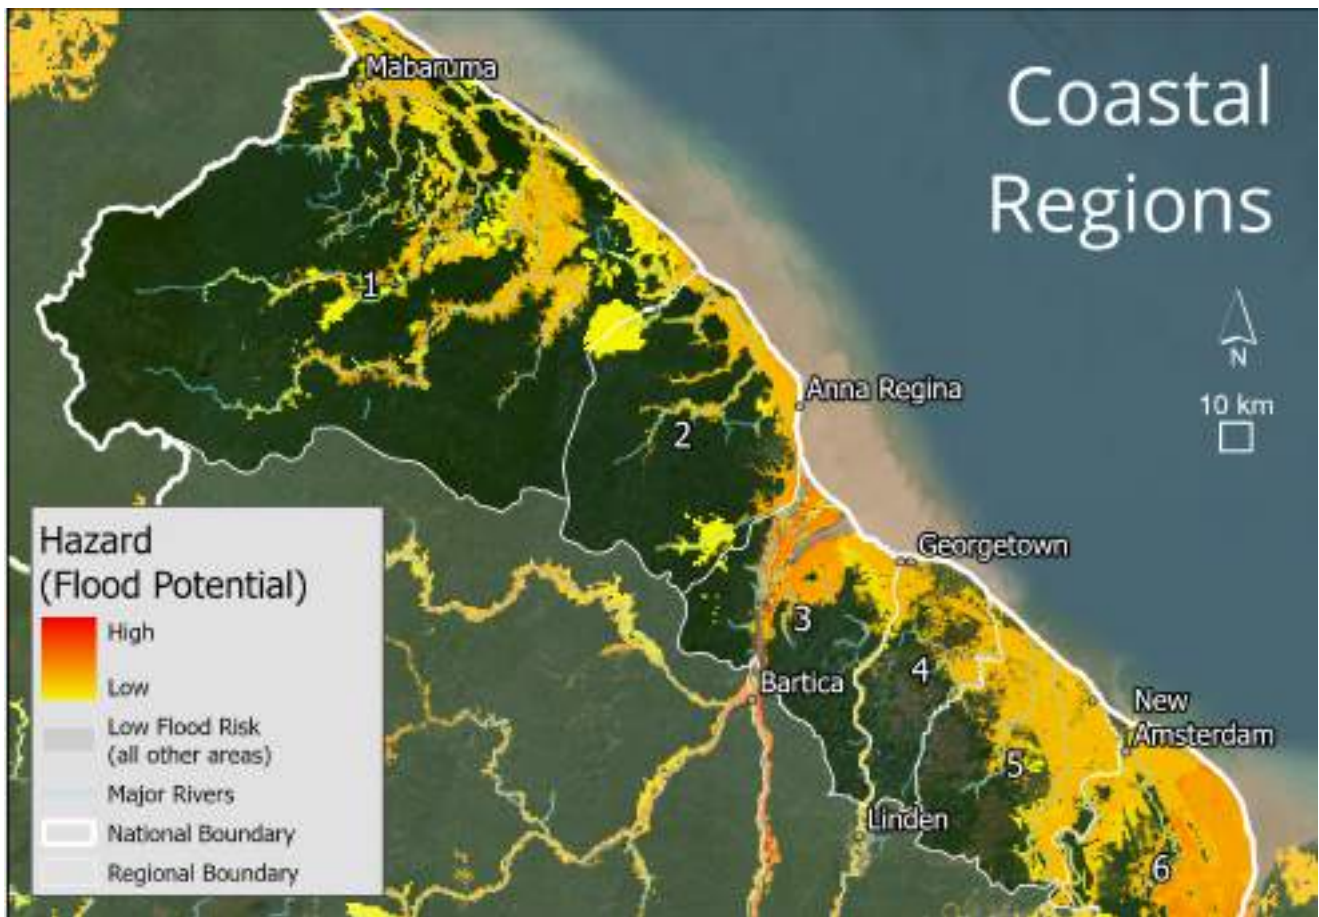 Coastal
Regions
Mabaruma
1
N
10 km
Anna Regina
2
Georgetown
3
4
Bartica
New
Amsterdam
5
Linden
6
Hazard
(Flood Potential)
High
Low
Low Flood Risk
(all other areas)
Major Rivers
National Boundary
Regional Boundary